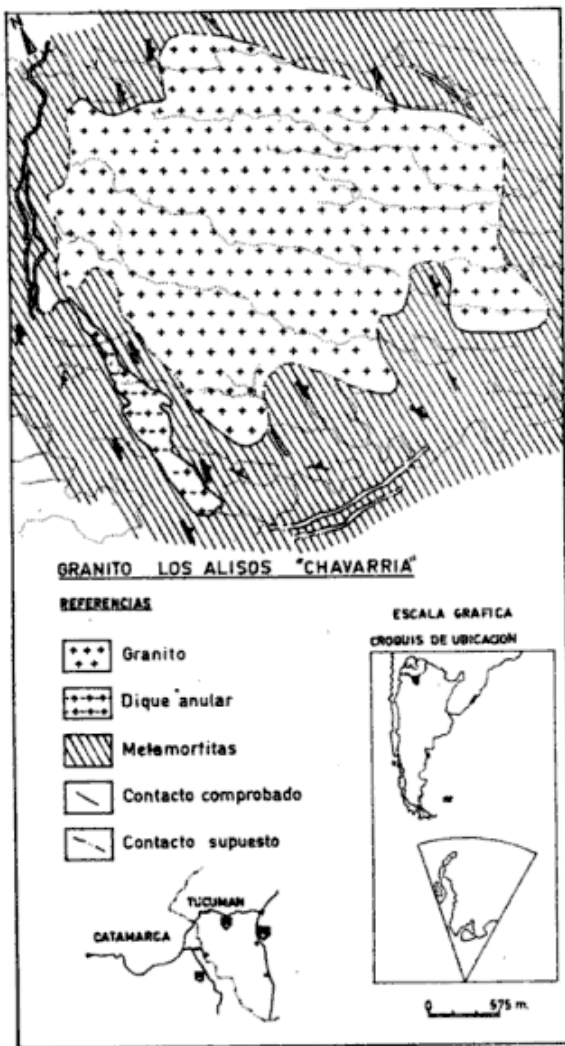 N
GRANITO LOS ALISOS "CHAVARRIA"
REFERENCIAS
Granito
Dique anular
Metamorfitas
Contacto comprobado
Contacto supuesto
TUCUMAN
CATAMARCA
ESCALA GRAFICA
CROQUIS DE UBICACION
0 575 m.